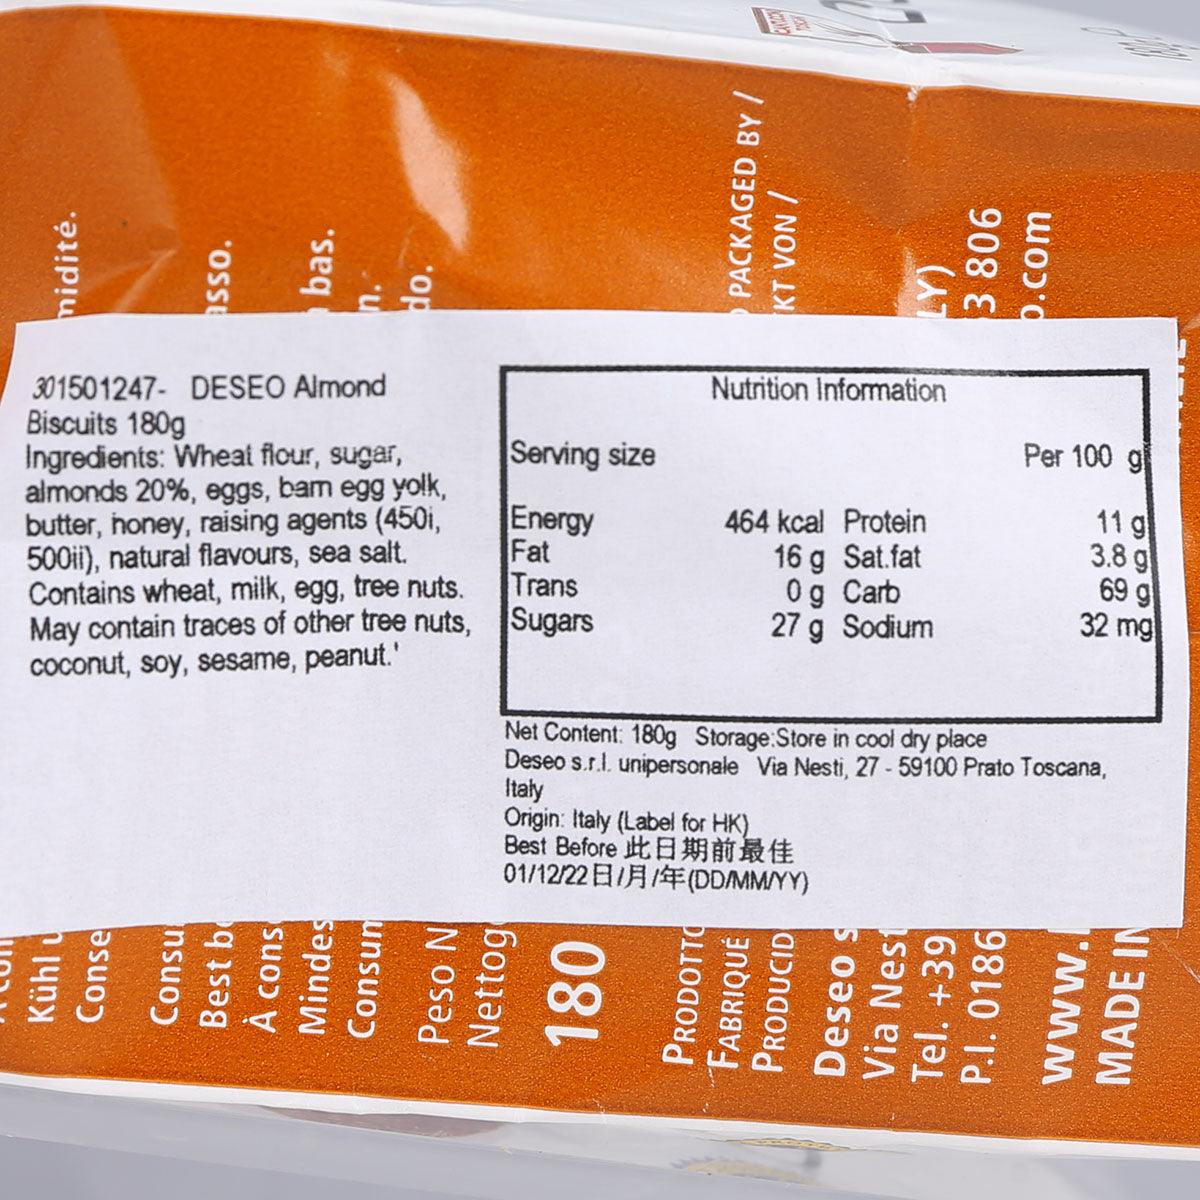 301501247- DESEO Almond
Biscuits 180g
Ingredients: Wheat flour, sugar,
almonds 20%, eggs, barn egg yolk,
butter, honey, raising agents (450i,
500ii), natural flavours, sea salt.
Contains wheat, milk, egg, tree nuts.
May contain traces of other tree nuts,
coconut, soy, sesame, peanut.'
Nutrition Information
Serving size Per 100 g
Energy 464 kcal Protein 11 g
Fat 16 g Sat.fat 3.8 g
Trans 0 g Carb 69 g
Sugars 27 g Sodium 32 mg
Net Content: 180g Storage:Store in cool dry place
Deseo s.r.l. unipersonale Via Nesti, 27 - 59100 Prato Toscana,
Italy
Origin: Italy (Label for HK)
Best Before 此日期前最佳
01/12/22日/月/年(DD/MM/YY)
midité.
Kühl
Conse
asso.
Consu
bas.
Best b
À cons
n.
Mindes
do.
Consum
Peso N
Nettog
180
PACKAGED BY /
PRODOTTO
KT VON /
FABRIQUÉ
PRODUCID
Deseo s
LY)
Via Nest
3 806
Tel. +39
o.com
P.I. 0186
www.
MADE IN